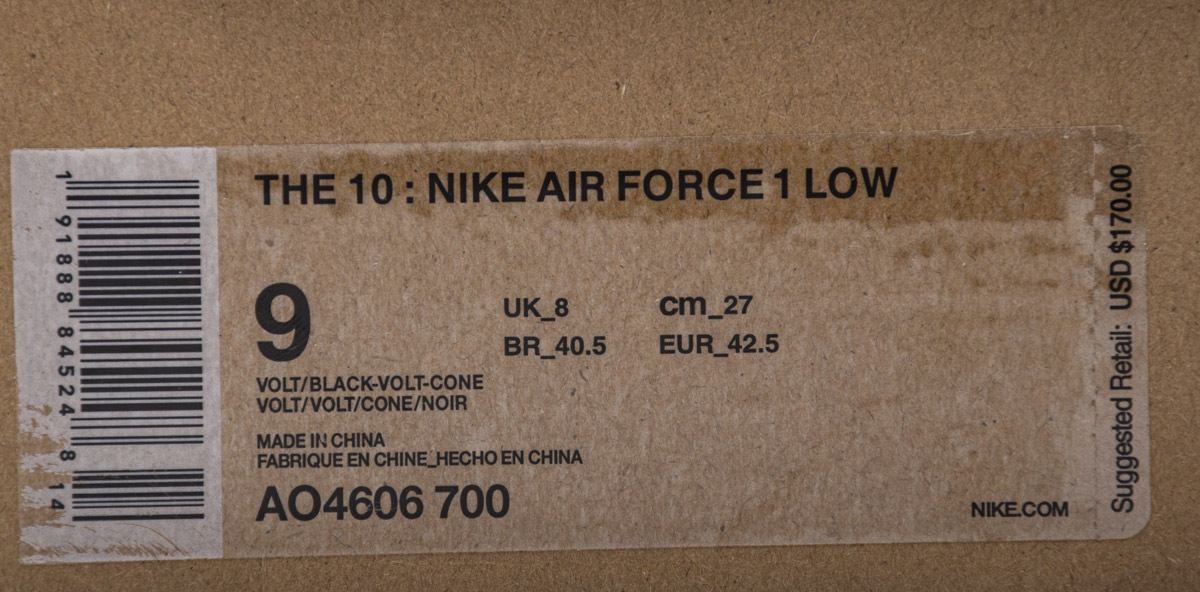 THE 10 : NIKE AIR FORCE 1 LOW
9
UK_8 cm_27
BR_40.5 EUR_42.5
VOLT/BLACK-VOLT-CONE
VOLT/VOLT/CONE/NOIR
MADE IN CHINA
FABRIQUE EN CHINE_HECHO EN CHINA
AO4606 700
NIKE.COM
Suggested Retail: USD $170.00
1 91888 84524 8 14